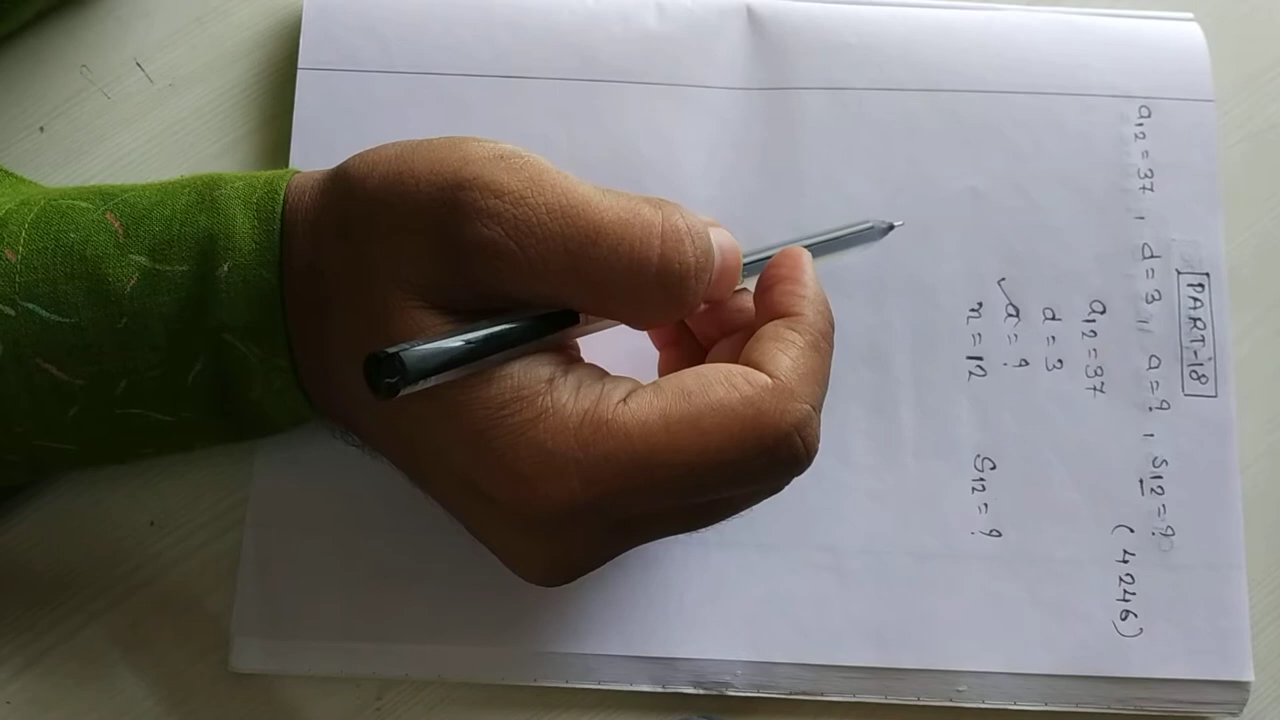 PART-18
a12 = 37 , d = 3 ,, a = ? , S12 = ?
(4246)
a12 = 37
d = 3
✓a = ?
n = 12 S12 = ?